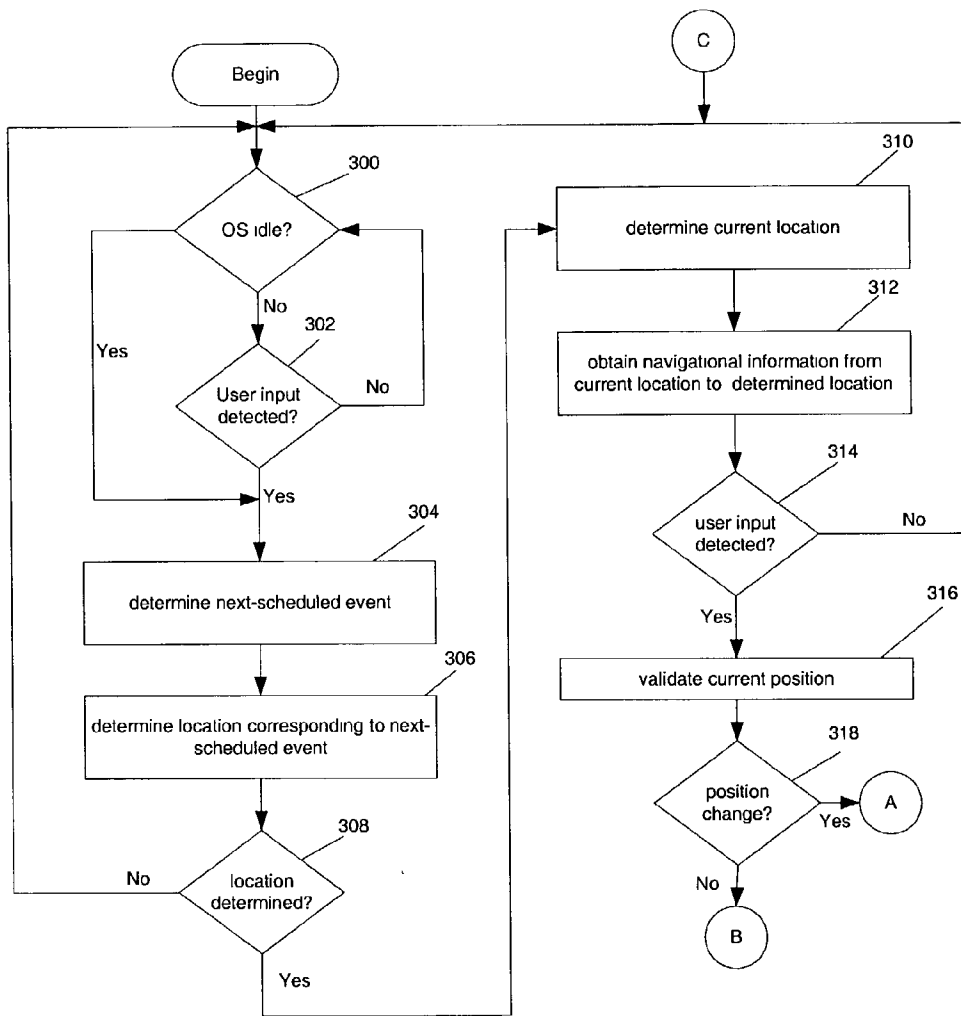 Begin
300
OS idle?
No
Yes
302
User input
detected?
No
Yes
304
determine next-scheduled event
306
determine location corresponding to next-
scheduled event
308
location
determined?
No
Yes
C
310
determine current location
312
obtain navigational information from
current location to determined location
314
user input
detected?
No
Yes
316
validate current position
318
position
change?
Yes
A
No
B